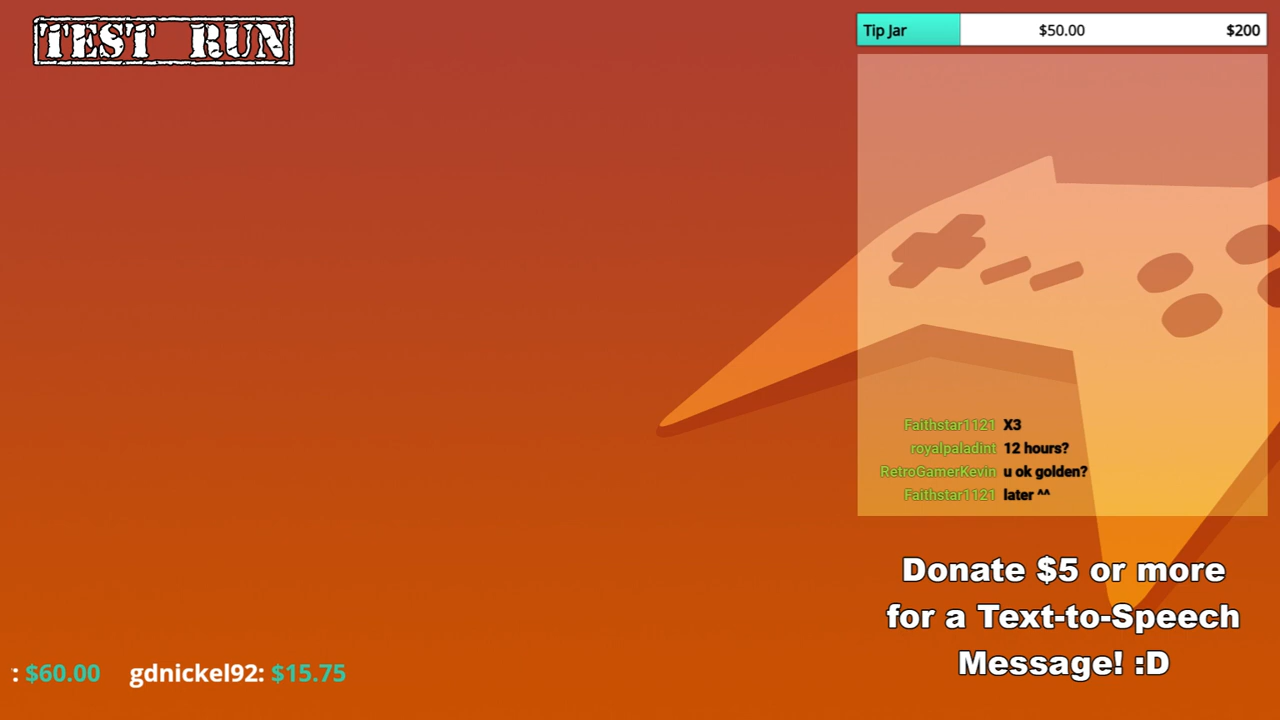 TEST RUN
Tip Jar $50.00 $200
Faithstar1121 X3
royalpaladint 12 hours?
RetroGamerKevin u ok golden?
Faithstar1121 later ^^
Donate $5 or more
for a Text-to-Speech
Message! :D
: $60.00 gdnickel92: $15.75